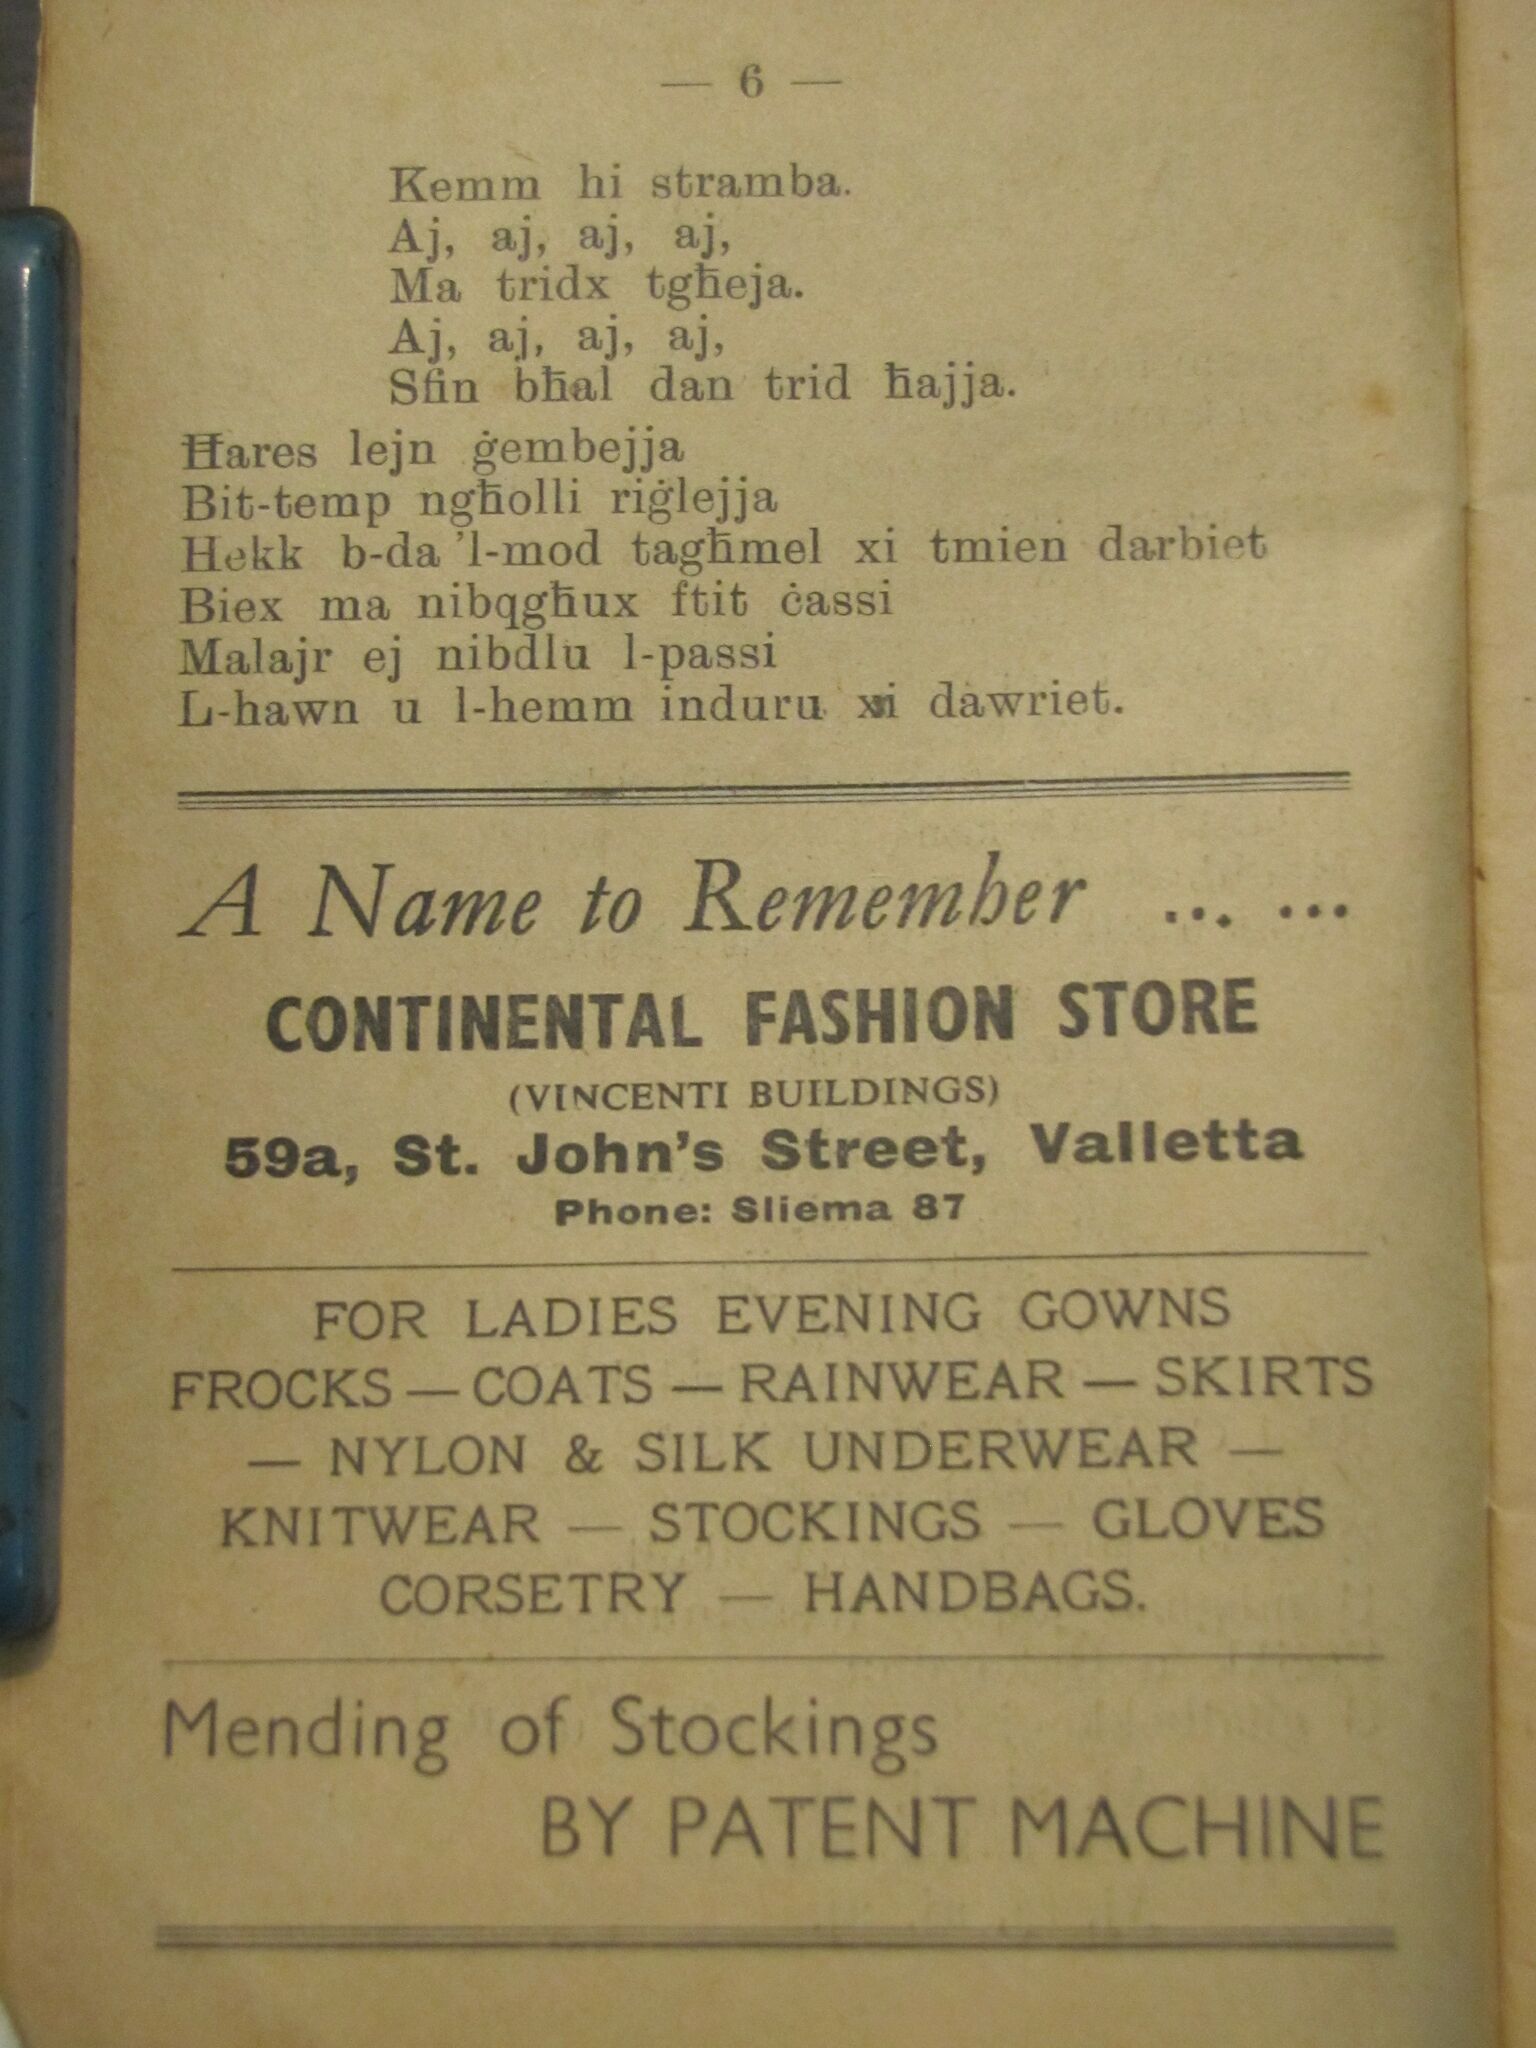 — 6 —
Kemm hi stramba.
Aj, aj, aj, aj,
Ma tridx tgħeja.
Aj, aj, aj, aj,
Sfin bħal dan trid ħajja.
Ħares lejn ġembejja
Bit-temp ngħolli riġlejja
Hekk b-da 'l-mod tagħmel xi tmien darbiet
Biex ma nibqgħux ftit ċassi
Malajr ej nibdlu l-passi
L-hawn u l-hemm induru xi dawriet.
A Name to Remember ... ...
CONTINENTAL FASHION STORE
(VINCENTI BUILDINGS)
59a, St. John's Street, Valletta
Phone: Sliema 87
FOR LADIES EVENING GOWNS
FROCKS — COATS — RAINWEAR — SKIRTS
— NYLON & SILK UNDERWEAR —
KNITWEAR — STOCKINGS — GLOVES
CORSETRY — HANDBAGS.
Mending of Stockings
BY PATENT MACHINE